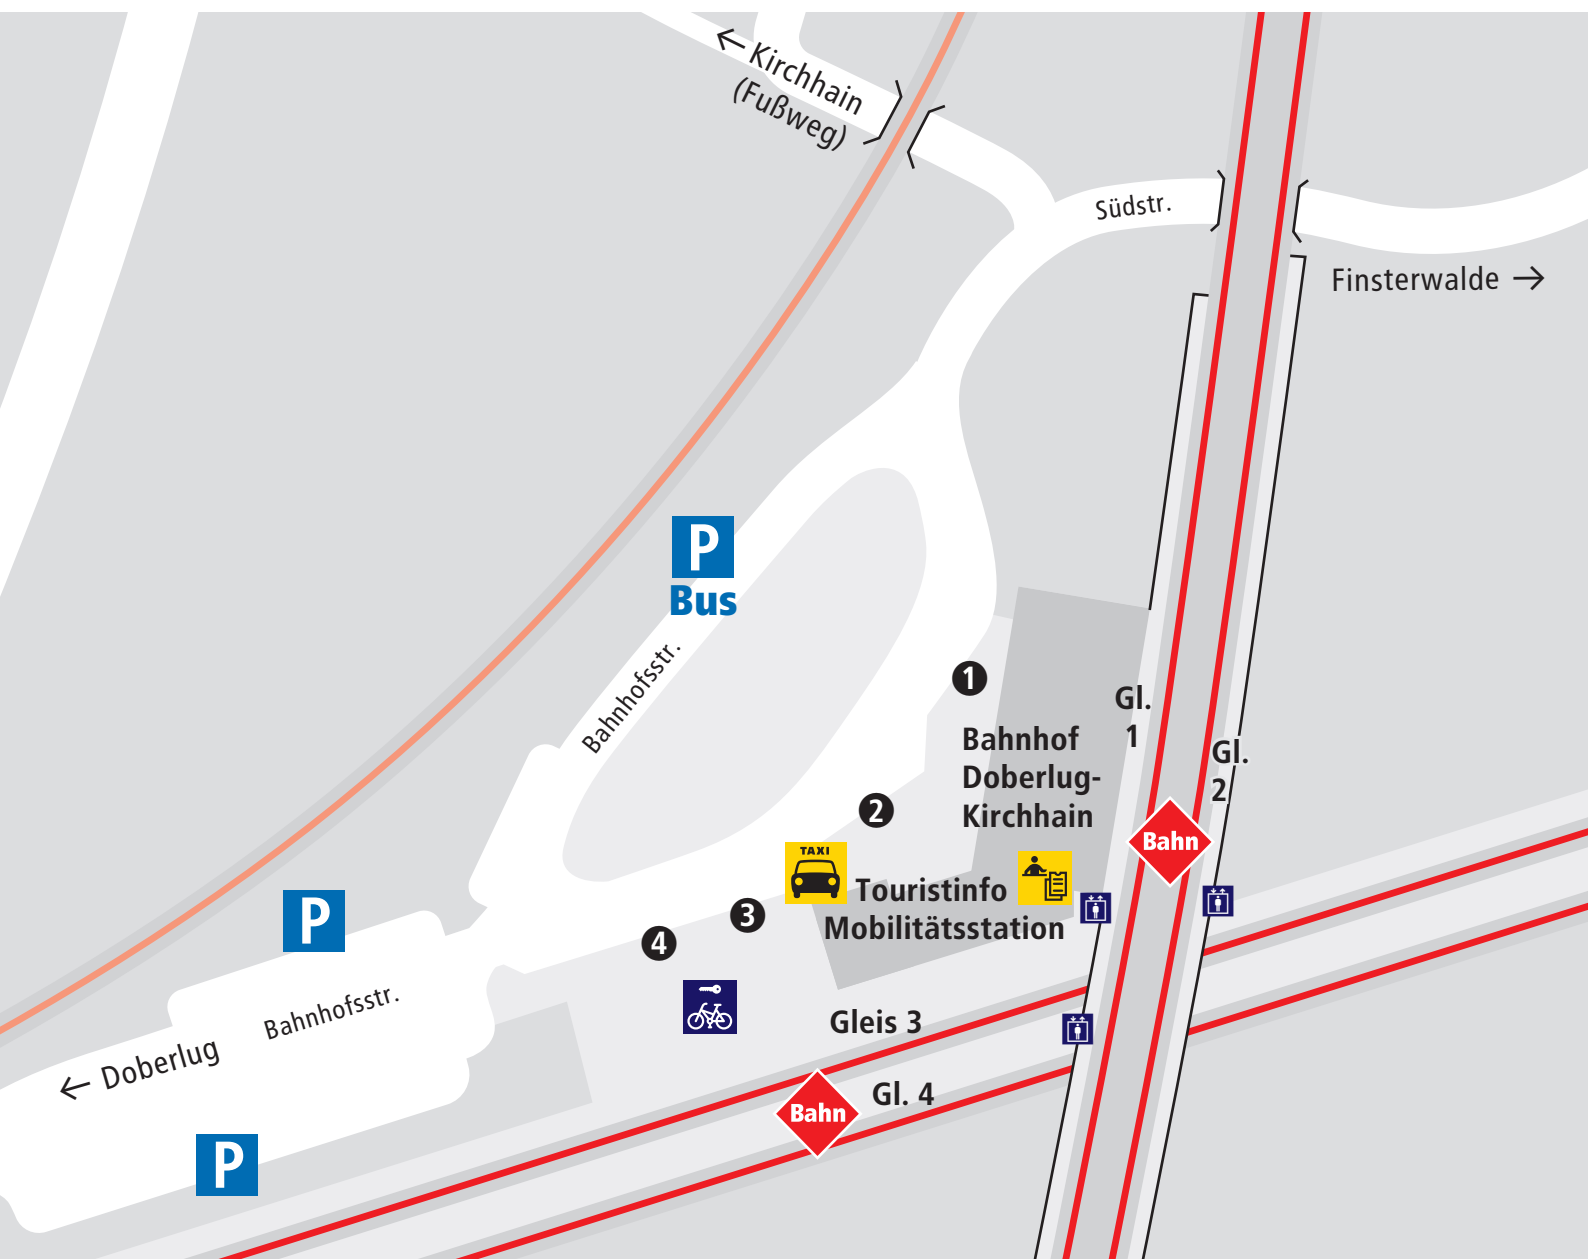 ← Kirchhain
(Fußweg)
Südstr.
Finsterwalde →
P
Bus
Bahnhofsstr.
1
Gl.
1
Bahnhof
Doberlug-
Kirchhain
Gl.
2
2
Bahn
TAXI
Touristinfo
Mobilitätsstation
3
4
P
Bahnhofsstr.
← Doberlug
Gleis 3
Gl. 4
Bahn
P